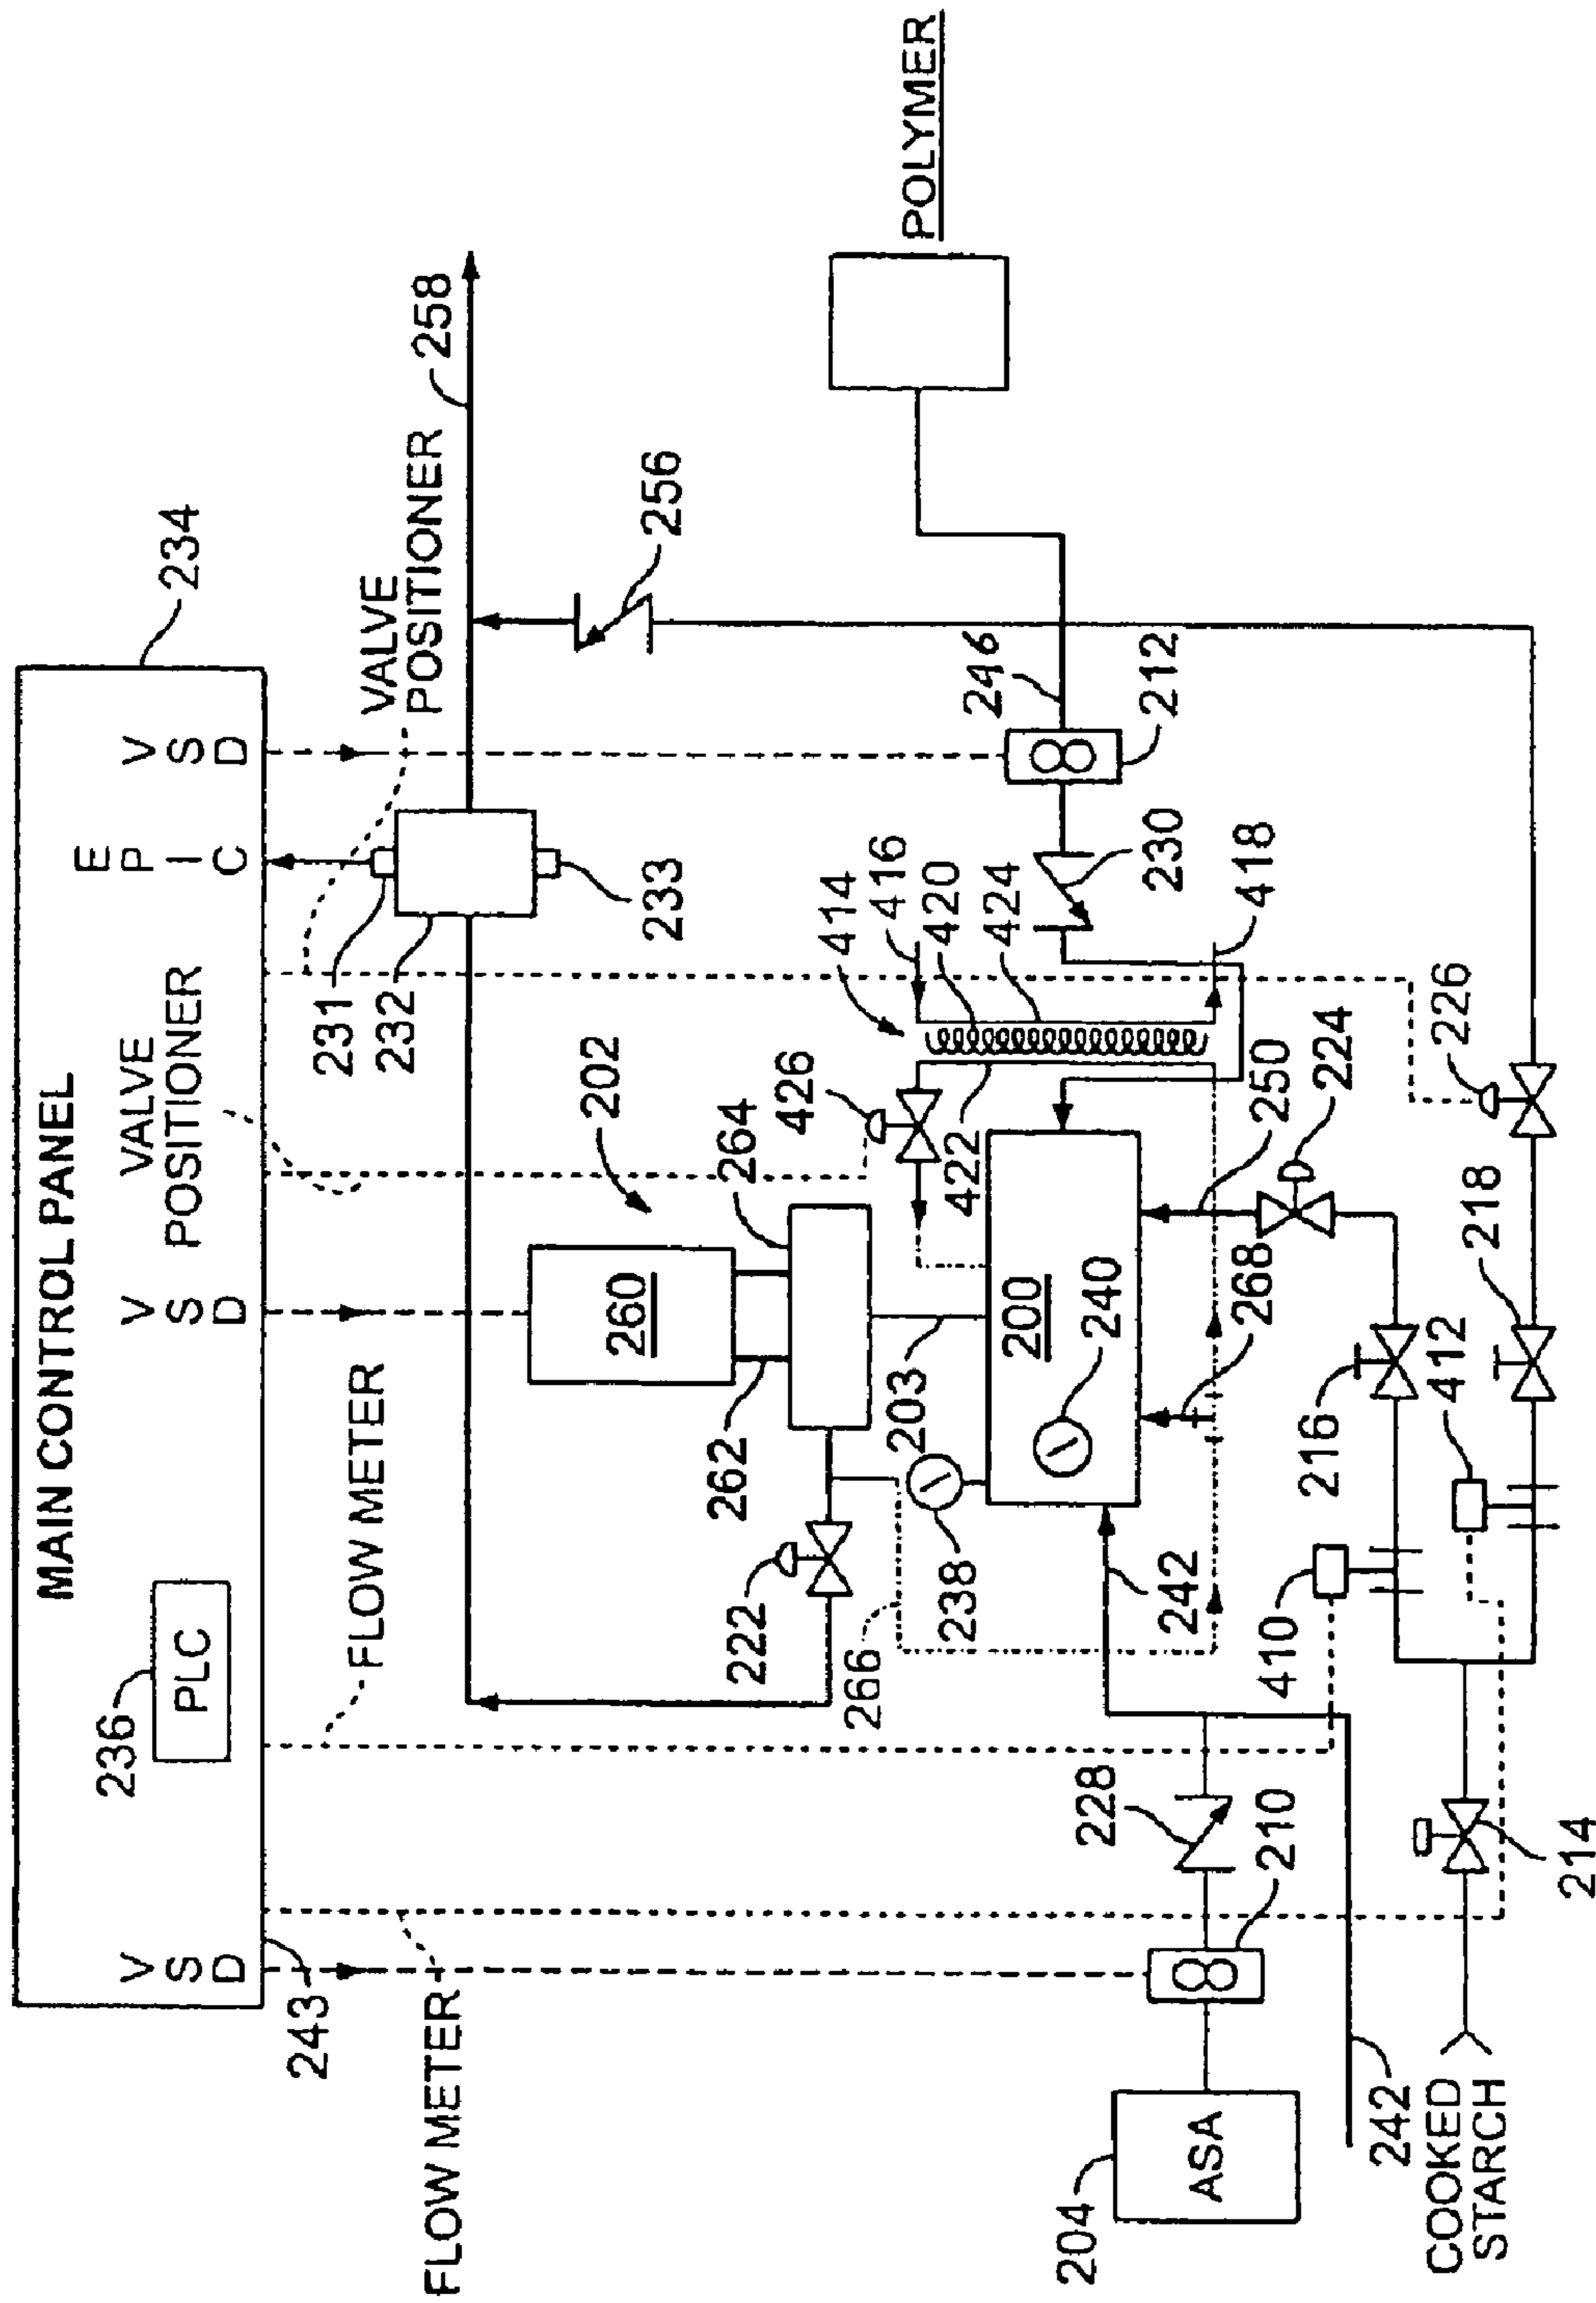 MAIN CONTROL PANEL
236
PLC
234
V S D
VALVE
POSITIONER
V S D
E P I C
V S D
243
FLOW METER
FLOW METER
VALVE
POSITIONER
258
231
232
233
256
202
260
262
264
222
266
203
238
200
240
426
422
414
416
420
424
418
230
246
212
POLYMER
250
224
226
268
242
228
210
204
ASA
242
COOKED
STARCH
214
410
412
216
218